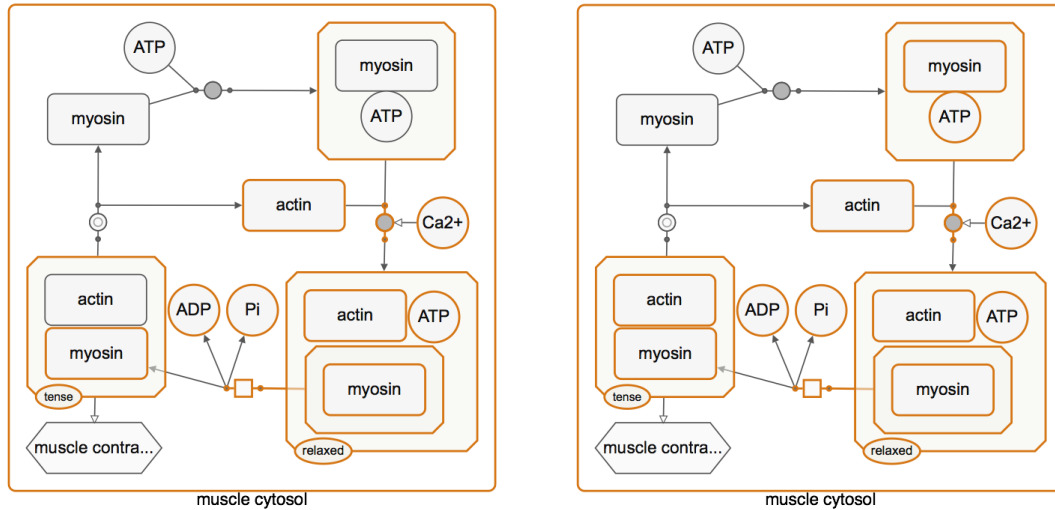 ATP
myosin
myosin
ATP
actin
Ca2+
actin
myosin
tense
ADP
Pi
actin
ATP
myosin
relaxed
muscle contra...
muscle cytosol
ATP
myosin
myosin
ATP
actin
Ca2+
actin
myosin
tense
ADP
Pi
actin
ATP
myosin
relaxed
muscle contra...
muscle cytosol